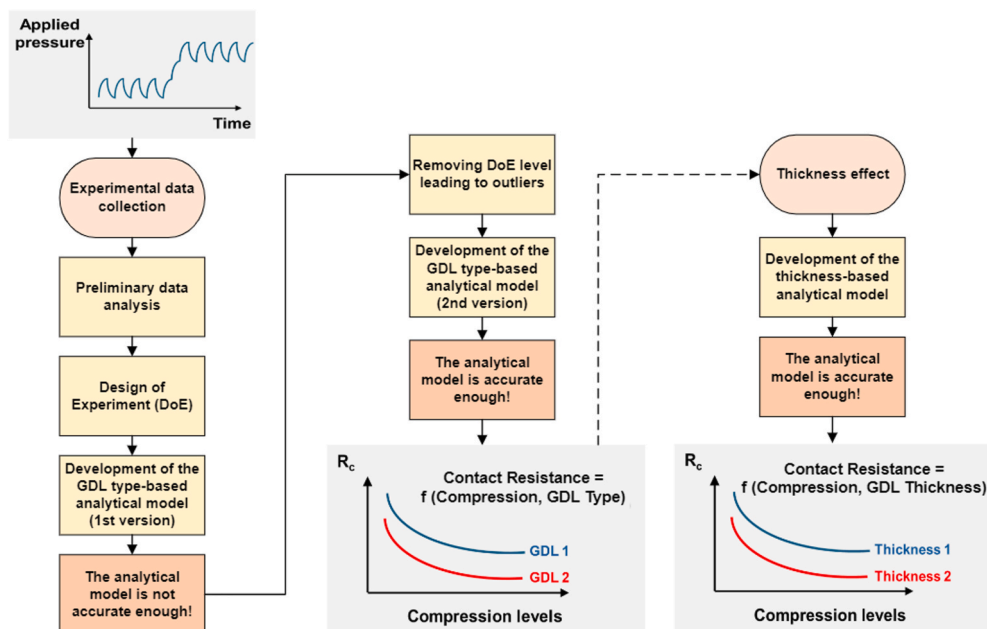 Applied
pressure
Time
Experimental data
collection
Preliminary data
analysis
Design of
Experiment (DoE)
Development of the
GDL type-based
analytical model
(1st version)
The analytical
model is not
accurate enough!
Removing DoE level
leading to outliers
Development of the
GDL type-based
analytical model
(2nd version)
The analytical
model is accurate
enough!
Rc
Contact Resistance =
f (Compression, GDL Type)
GDL 1
GDL 2
Compression levels
Thickness effect
Development of the
thickness-based
analytical model
The analytical
model is accurate
enough!
Rc
Contact Resistance =
f (Compression, GDL Thickness)
Thickness 1
Thickness 2
Compression levels